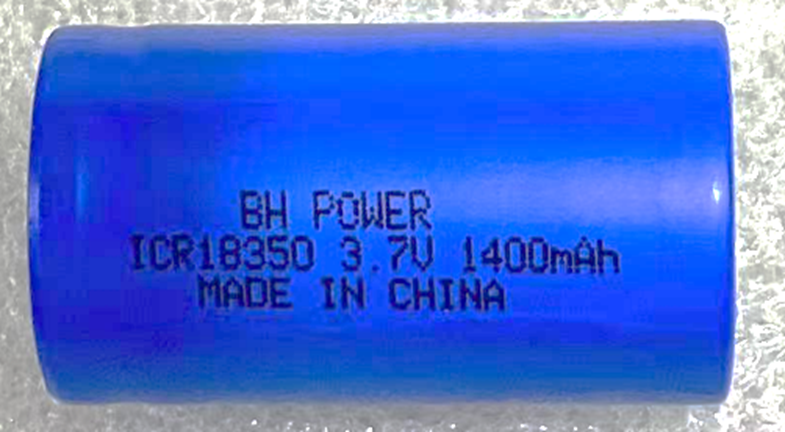 BH POWER
ICR18350 3.7V 1400mAh
MADE IN CHINA